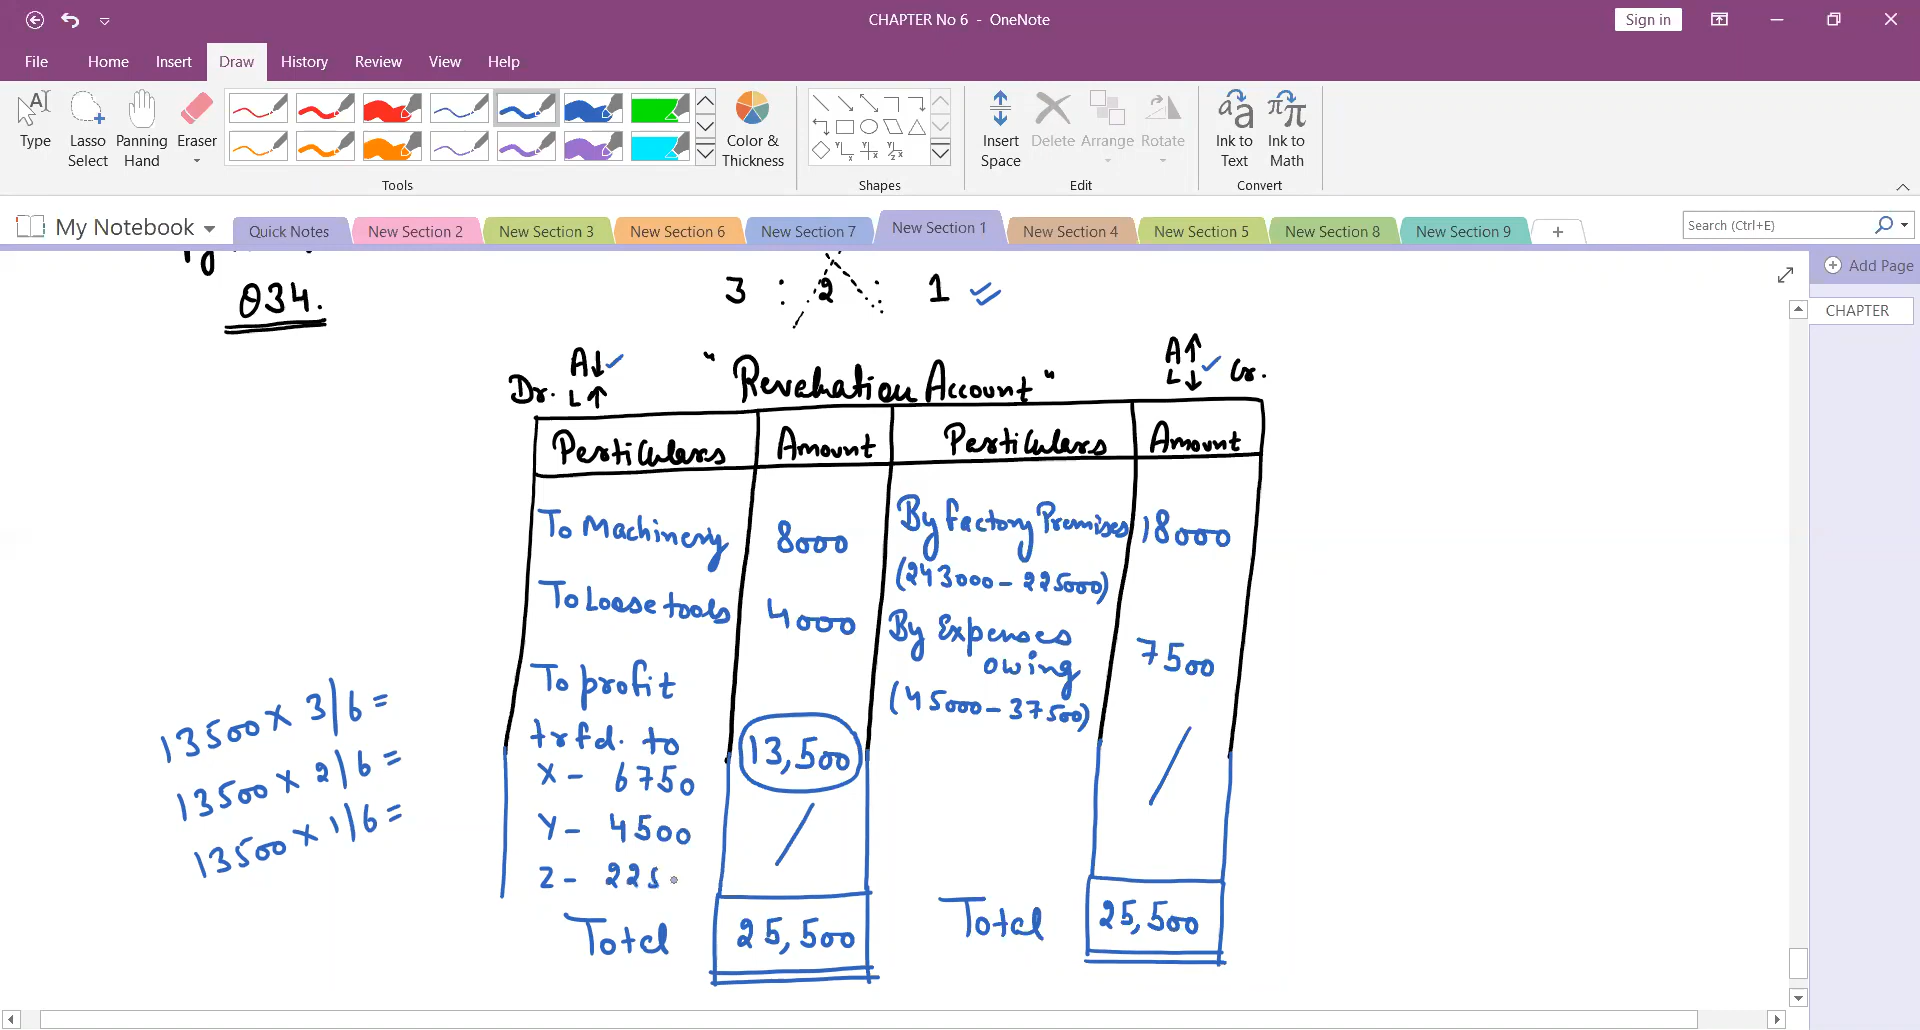 CHAPTER No 6 - OneNote
Sign in
File Home Insert Draw History Review View Help
Type
Lasso Select
Panning Hand
Eraser
Color & Thickness
Insert Space
Delete
Arrange
Rotate
Ink to Text
Ink to Math
Tools
Shapes
Edit
Convert
My Notebook
Quick Notes
New Section 2
New Section 3
New Section 6
New Section 7
New Section 1
New Section 4
New Section 5
New Section 8
New Section 9
Search (Ctrl+E)
Add Page
CHAPTER
034.
3 : 2 : 1
Dr. A↓ L↑
"Revaluation Account"
A↑ L↓ Cr.
Perticulars Amount Perticulars Amount
To Machinery 8000 By Factory Premises 18000
(243000 - 225000)
To Loose tools 4000 By Expenses owing 7500
(45000 - 37500)
To profit
trfd. to 13,500
X - 6750
Y - 4500
Z - 225
Total 25,500 Total 25,500
13500 x 3/6 =
13500 x 2/6 =
13500 x 1/6 =